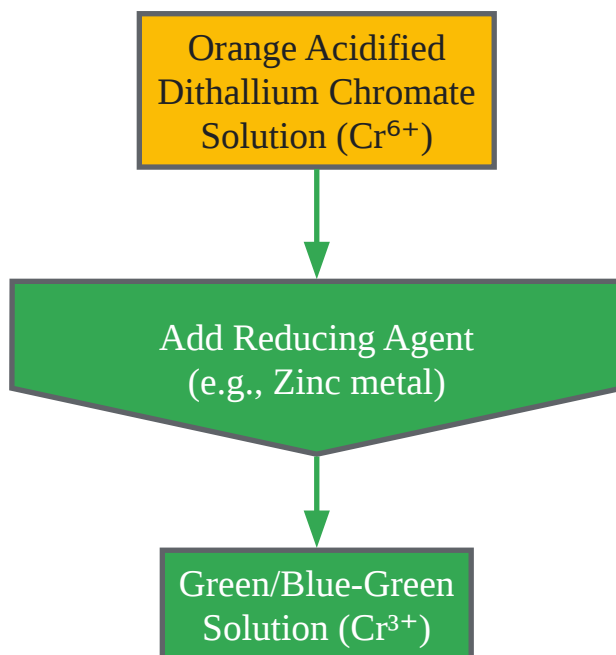 Orange Acidified
Dithallium Chromate
Solution (Cr⁶⁺)
Add Reducing Agent
(e.g., Zinc metal)
Green/Blue-Green
Solution (Cr³⁺)